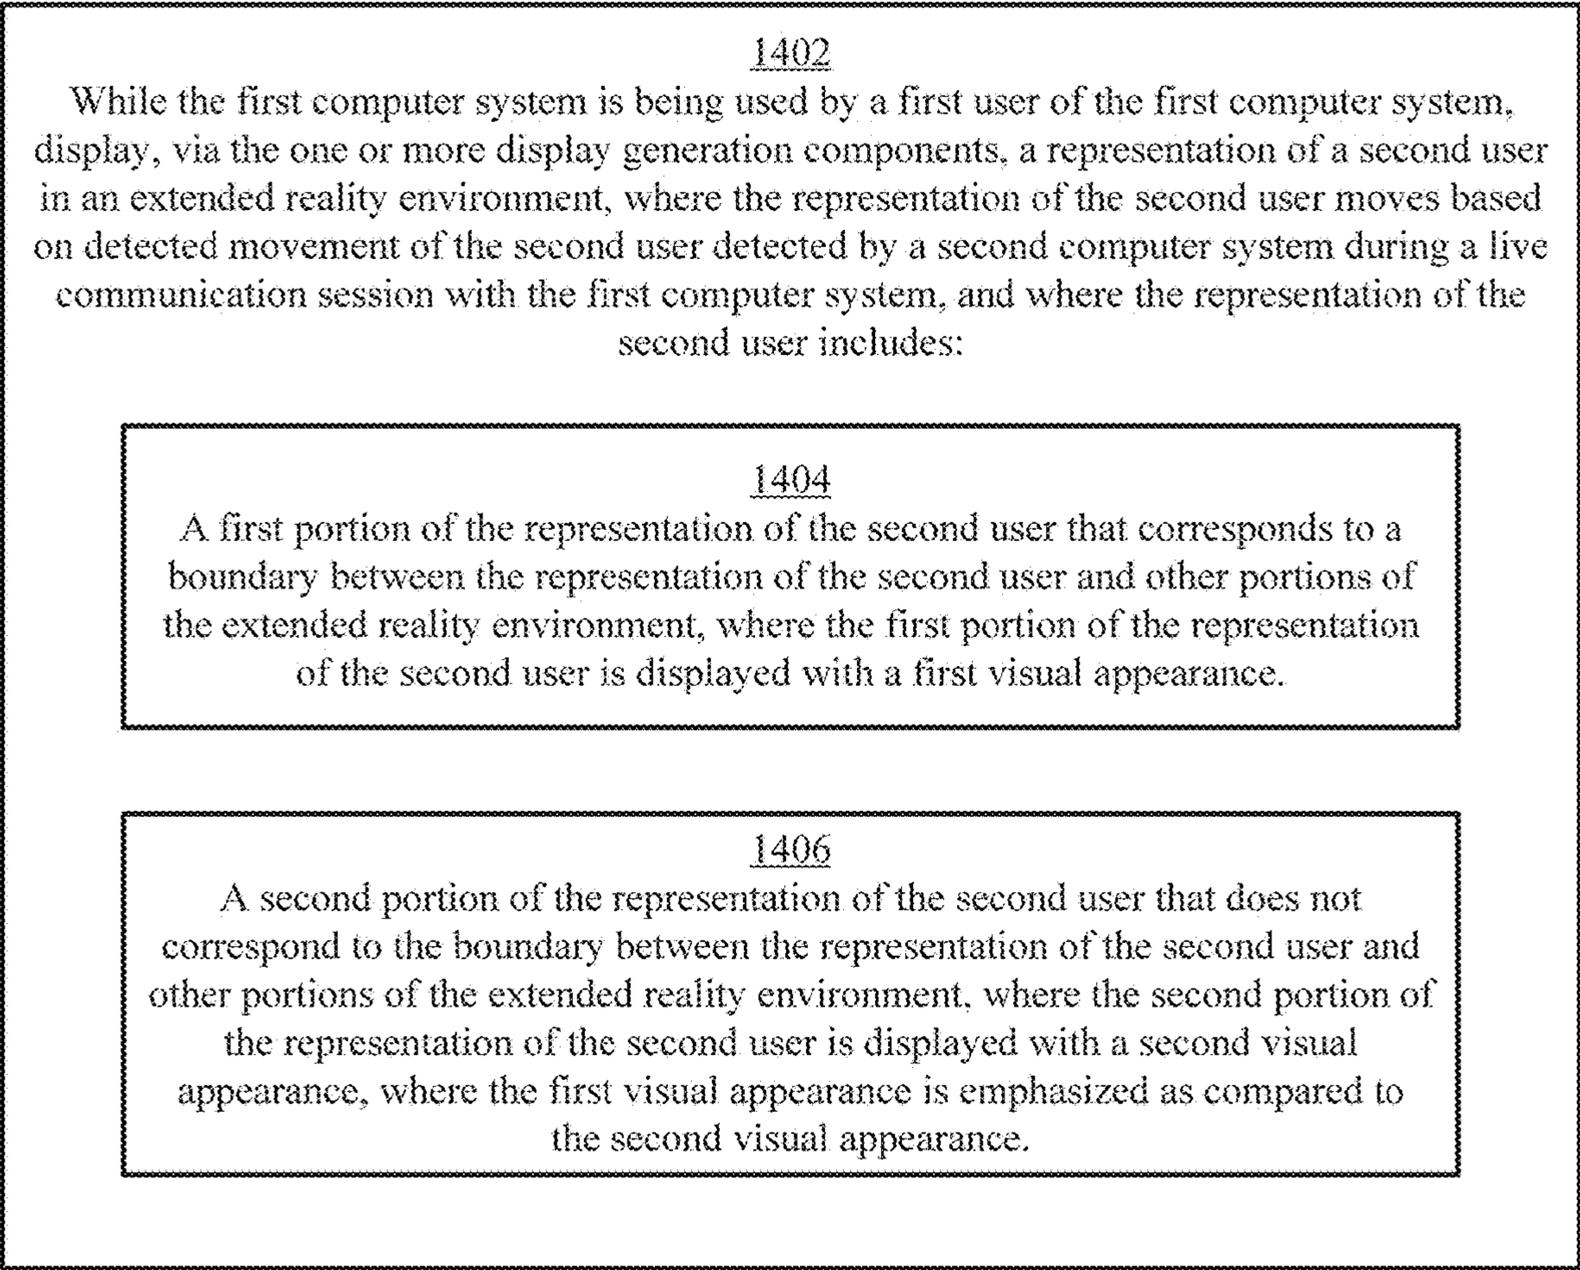 1402
While the first computer system is being used by a first user of the first computer system,
display, via the one or more display generation components, a representation of a second user
in an extended reality environment, where the representation of the second user moves based
on detected movement of the second user detected by a second computer system during a live
communication session with the first computer system, and where the representation of the
second user includes:
1404
A first portion of the representation of the second user that corresponds to a
boundary between the representation of the second user and other portions of
the extended reality environment, where the first portion of the representation
of the second user is displayed with a first visual appearance.
1406
A second portion of the representation of the second user that does not
correspond to the boundary between the representation of the second user and
other portions of the extended reality environment, where the second portion of
the representation of the second user is displayed with a second visual
appearance, where the first visual appearance is emphasized as compared to
the second visual appearance.